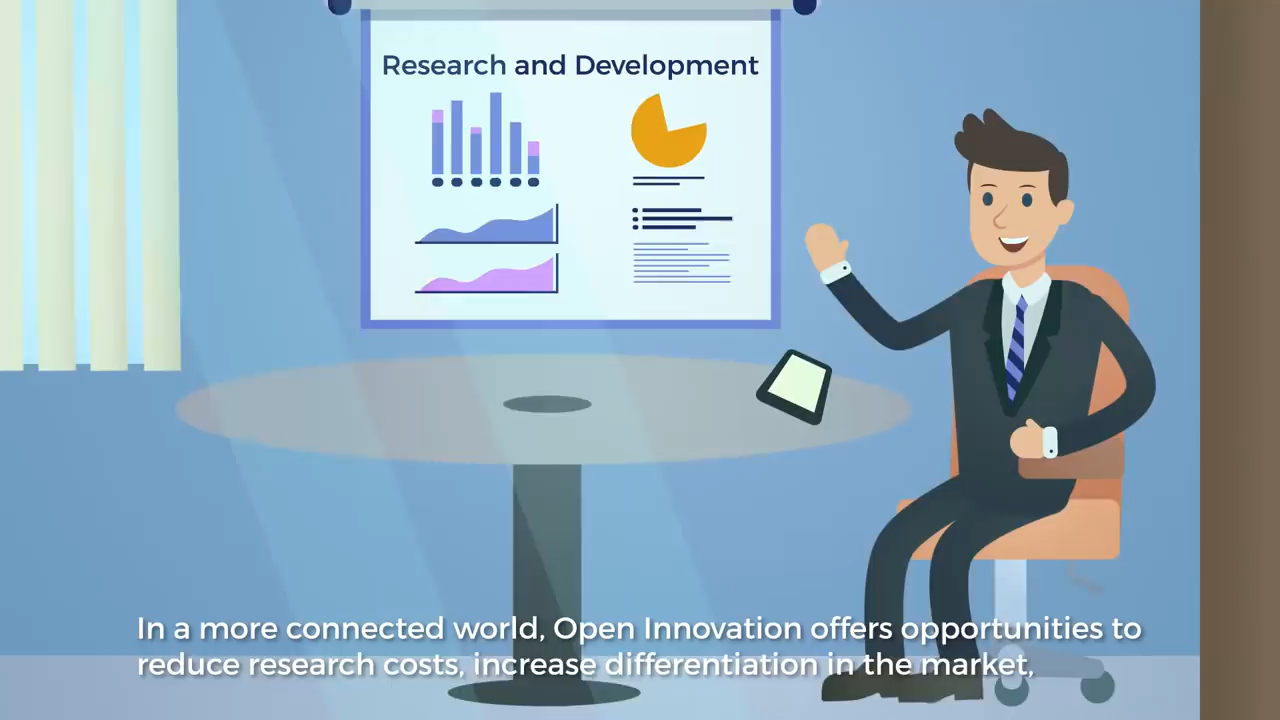 Research and Development
In a more connected world, Open Innovation offers opportunities to
reduce research costs, increase differentiation in the market,